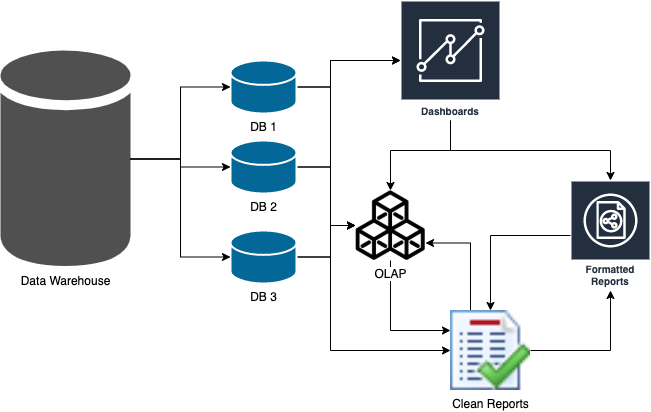 Dashboards
DB 1
DB 2
DB 3
Data Warehouse
OLAP
Formatted
Reports
Clean Reports